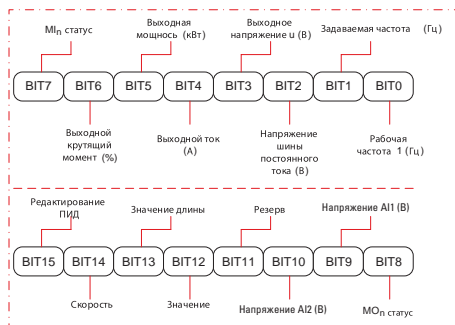 MIn статус
Выходная мощнось (кВт)
Выходное напряжение u (В)
Задаваемая частота (Гц)
BIT7 BIT6 BIT5 BIT4 BIT3 BIT2 BIT1 BIT0
Выходной крутящий момент (%)
Выходной ток (А)
Напряжение шины постоянного тока (В)
Рабочая частота 1 (Гц)
Редактирование ПИД
Значение длины
Резерв
Напряжение AI1 (В)
BIT15 BIT14 BIT13 BIT12 BIT11 BIT10 BIT9 BIT8
Скорость
Значение
Напряжение AI2 (В)
MOn статус